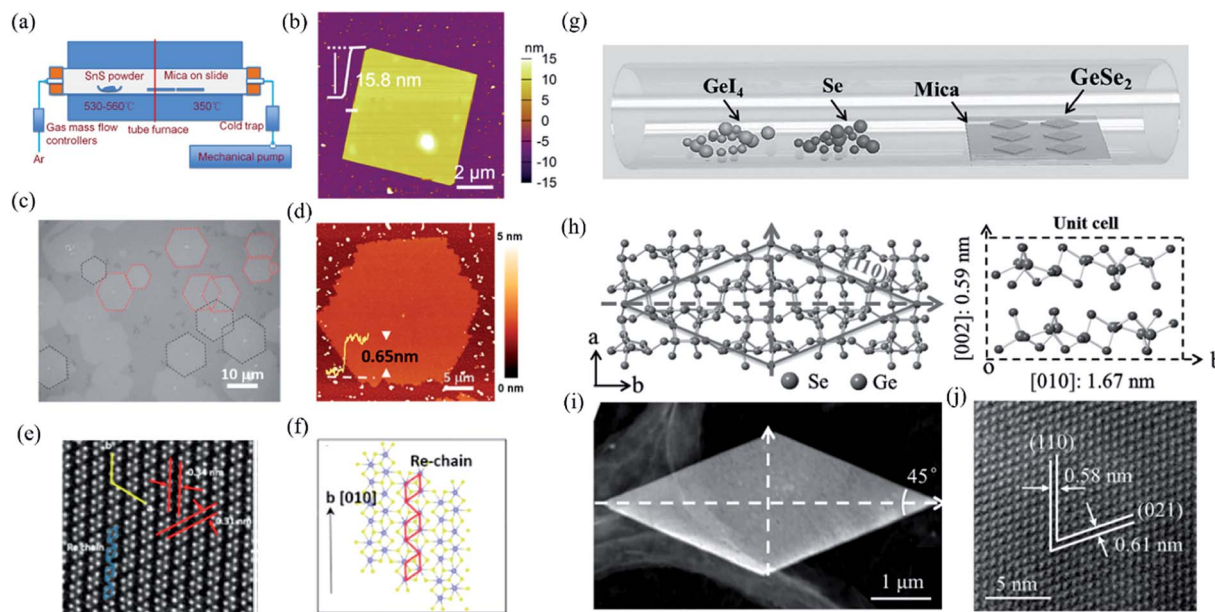 (a)
SnS powder
Mica on slide
530-560℃
350℃
Gas mass flow
controllers
tube furnace
Cold trap
Ar
Mechanical pump
(b)
15.8 nm
2 μm
nm
15
10
5
0
-5
-10
-15
(c)
10 μm
(d)
0.65nm
5 μm
5 nm
0 nm
(e)
b
0.34 nm
0.31 nm
Re chain
(f)
Re-chain
b [010]
(g)
GeI4
Se
Mica
GeSe2
(h)
a
b
Se
Ge
Unit cell
[002]: 0.59 nm
o
[010]: 1.67 nm
b
(i)
45°
1 μm
(j)
(110)
0.58 nm
(021)
0.61 nm
5 nm